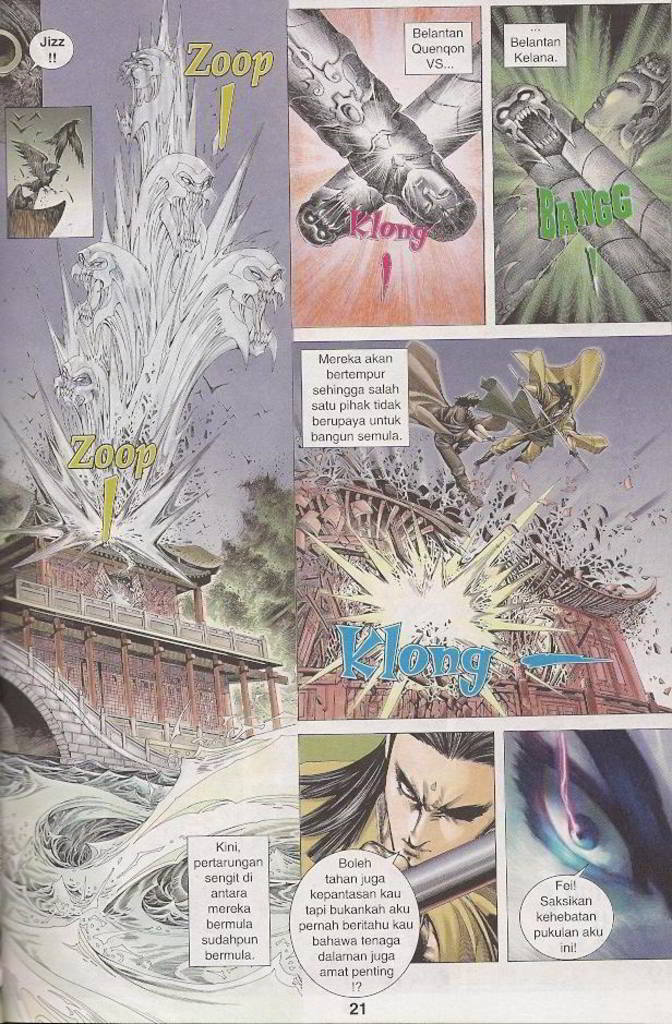 Jizz
!!
Zoop
!
Zoop
!
Kini,
pertarungan
sengit di
antara
mereka
bermula
sudahpun
bermula.
Belantan
Quenqon
VS...
Klong
!
...
Belantan
Kelana.
BANGG
!
Mereka akan
bertempur
sehingga salah
satu pihak tidak
berupaya untuk
bangun semula.
Klong
Boleh
tahan juga
kepantasan kau
tapi bukankah aku
pernah beritahu kau
bahawa tenaga
dalaman juga
amat penting
!?
Fei!
Saksikan
kehebatan
pukulan aku
ini!
21